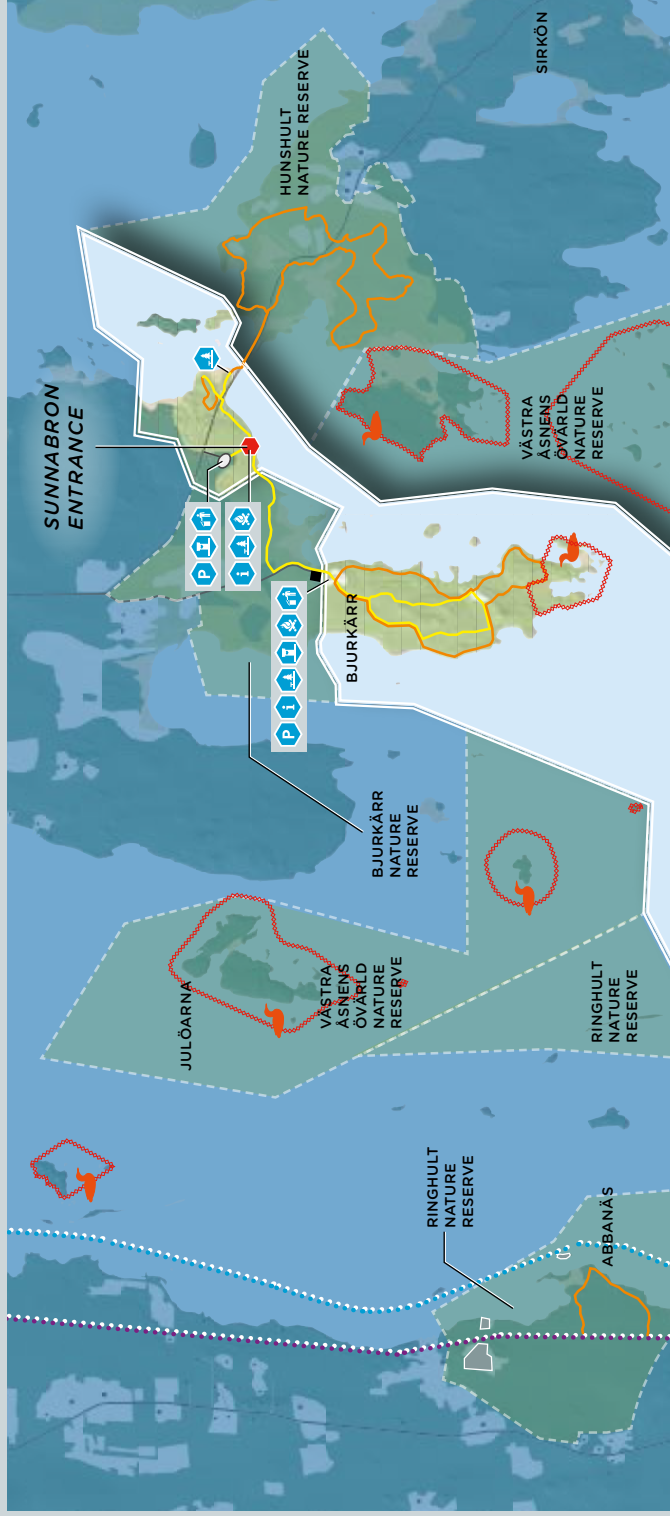 SUNNABRON
ENTRANCE
HUNSHULT
NATURE RESERVE
SIRKÖN
P
i
VÄSTRA
ÅSNENS
ÖVÄRLD
NATURE
RESERVE
P
i
BJURKÄRR
BJURKÄRR
NATURE
RESERVE
JULÖARNA
VÄSTRA
ÅSNENS
ÖVÄRLD
NATURE
RESERVE
RINGHULT
NATURE
RESERVE
RINGHULT
NATURE
RESERVE
ABBANÄS